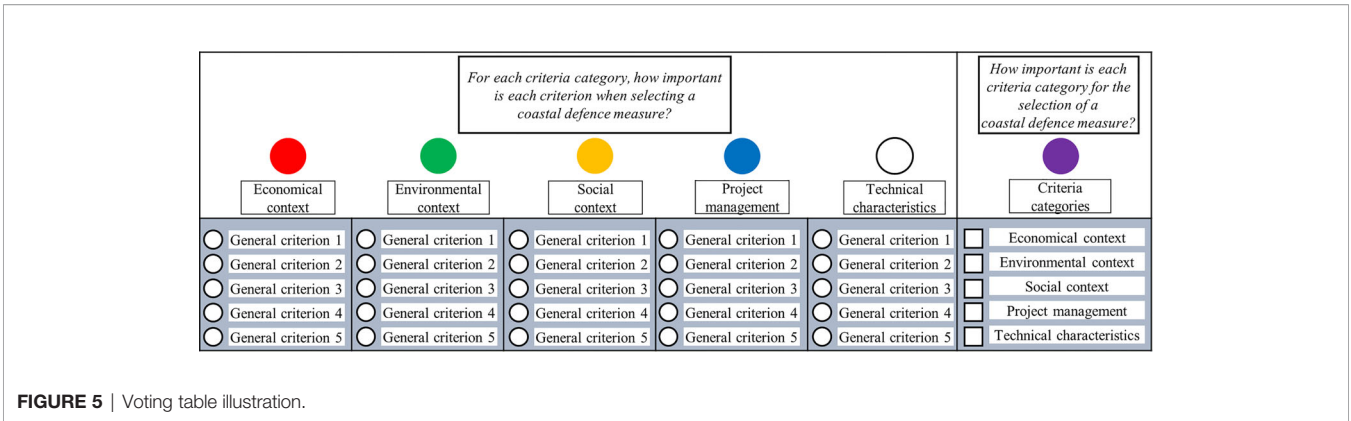 For each criteria category, how important
is each criterion when selecting a
coastal defence measure?
How important is each
criteria category for the
selection of a
coastal defence measure?
Economical
context
Environmental
context
Social
context
Project
management
Technical
characteristics
Criteria
categories
General criterion 1
General criterion 2
General criterion 3
General criterion 4
General criterion 5
General criterion 1
General criterion 2
General criterion 3
General criterion 4
General criterion 5
General criterion 1
General criterion 2
General criterion 3
General criterion 4
General criterion 5
General criterion 1
General criterion 2
General criterion 3
General criterion 4
General criterion 5
General criterion 1
General criterion 2
General criterion 3
General criterion 4
General criterion 5
Economical context
Environmental context
Social context
Project management
Technical characteristics
FIGURE 5 | Voting table illustration.